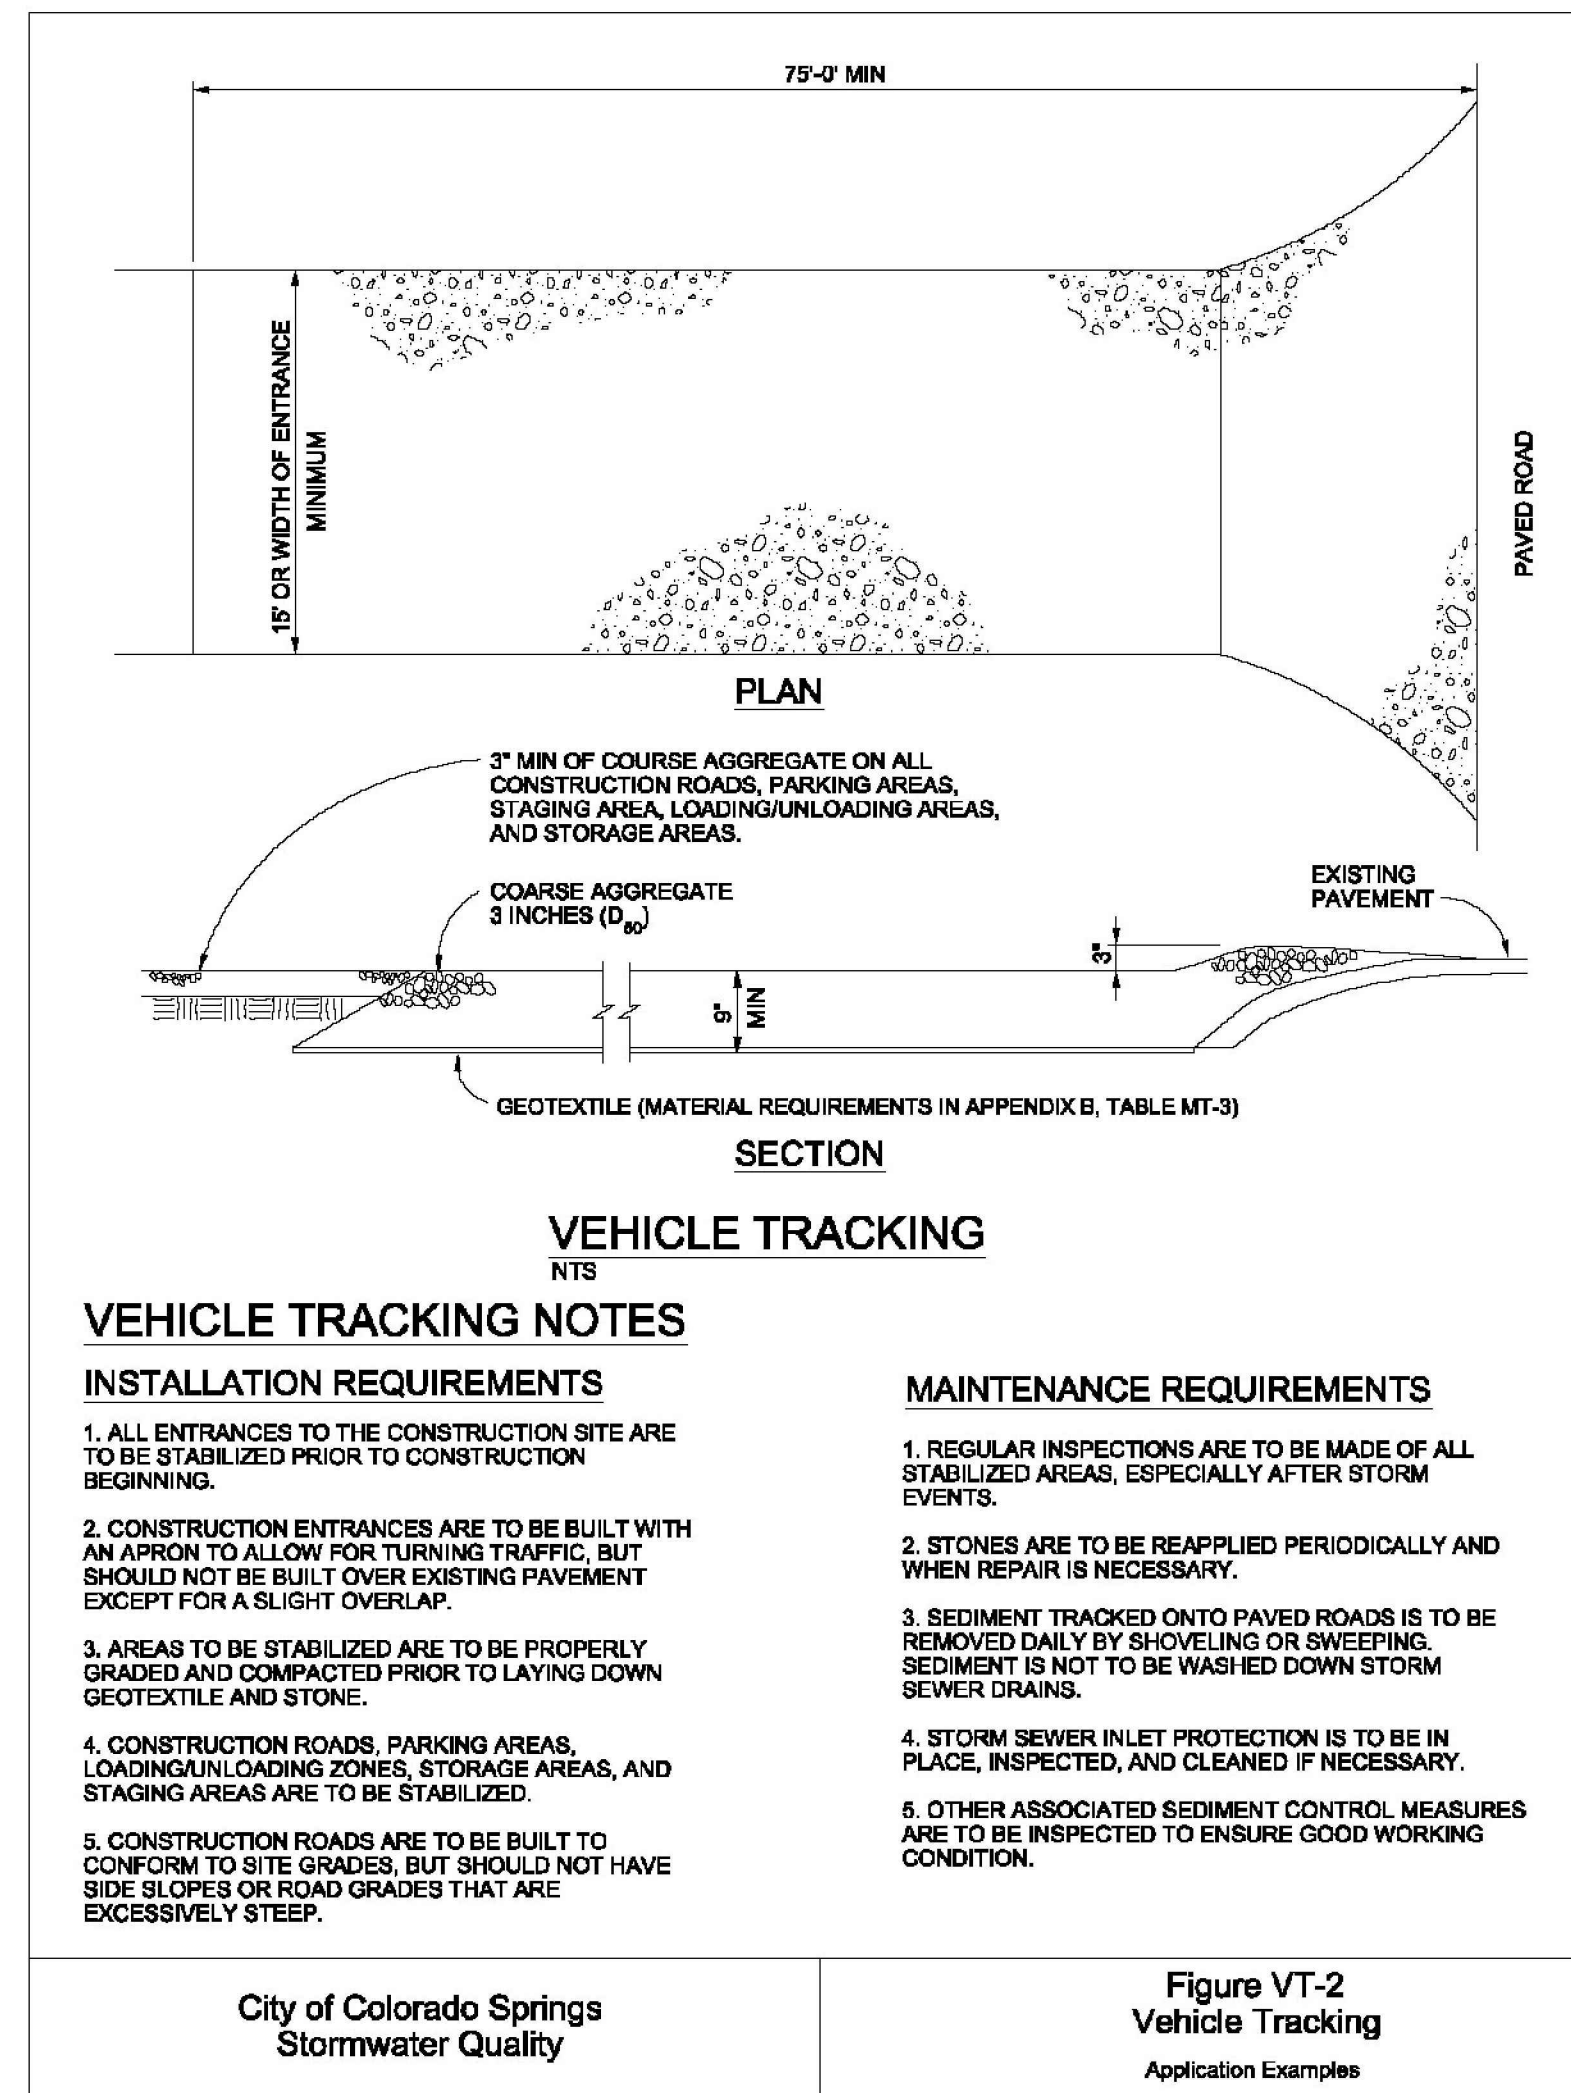 75'-0' MIN
15' OR WIDTH OF ENTRANCE
MINIMUM
PAVED ROAD
PLAN
3" MIN OF COURSE AGGREGATE ON ALL
CONSTRUCTION ROADS, PARKING AREAS,
STAGING AREA, LOADING/UNLOADING AREAS,
AND STORAGE AREAS.
COARSE AGGREGATE
3 INCHES (D50)
EXISTING
PAVEMENT
3"
9"
MIN
GEOTEXTILE (MATERIAL REQUIREMENTS IN APPENDIX B, TABLE MT-3)
SECTION
VEHICLE TRACKING
NTS
VEHICLE TRACKING NOTES
INSTALLATION REQUIREMENTS
1. ALL ENTRANCES TO THE CONSTRUCTION SITE ARE
TO BE STABILIZED PRIOR TO CONSTRUCTION
BEGINNING.
2. CONSTRUCTION ENTRANCES ARE TO BE BUILT WITH
AN APRON TO ALLOW FOR TURNING TRAFFIC, BUT
SHOULD NOT BE BUILT OVER EXISTING PAVEMENT
EXCEPT FOR A SLIGHT OVERLAP.
3. AREAS TO BE STABILIZED ARE TO BE PROPERLY
GRADED AND COMPACTED PRIOR TO LAYING DOWN
GEOTEXTILE AND STONE.
4. CONSTRUCTION ROADS, PARKING AREAS,
LOADING/UNLOADING ZONES, STORAGE AREAS, AND
STAGING AREAS ARE TO BE STABILIZED.
5. CONSTRUCTION ROADS ARE TO BE BUILT TO
CONFORM TO SITE GRADES, BUT SHOULD NOT HAVE
SIDE SLOPES OR ROAD GRADES THAT ARE
EXCESSIVELY STEEP.
MAINTENANCE REQUIREMENTS
1. REGULAR INSPECTIONS ARE TO BE MADE OF ALL
STABILIZED AREAS, ESPECIALLY AFTER STORM
EVENTS.
2. STONES ARE TO BE REAPPLIED PERIODICALLY AND
WHEN REPAIR IS NECESSARY.
3. SEDIMENT TRACKED ONTO PAVED ROADS IS TO BE
REMOVED DAILY BY SHOVELING OR SWEEPING.
SEDIMENT IS NOT TO BE WASHED DOWN STORM
SEWER DRAINS.
4. STORM SEWER INLET PROTECTION IS TO BE IN
PLACE, INSPECTED, AND CLEANED IF NECESSARY.
5. OTHER ASSOCIATED SEDIMENT CONTROL MEASURES
ARE TO BE INSPECTED TO ENSURE GOOD WORKING
CONDITION.
City of Colorado Springs
Stormwater Quality
Figure VT-2
Vehicle Tracking
Application Examples